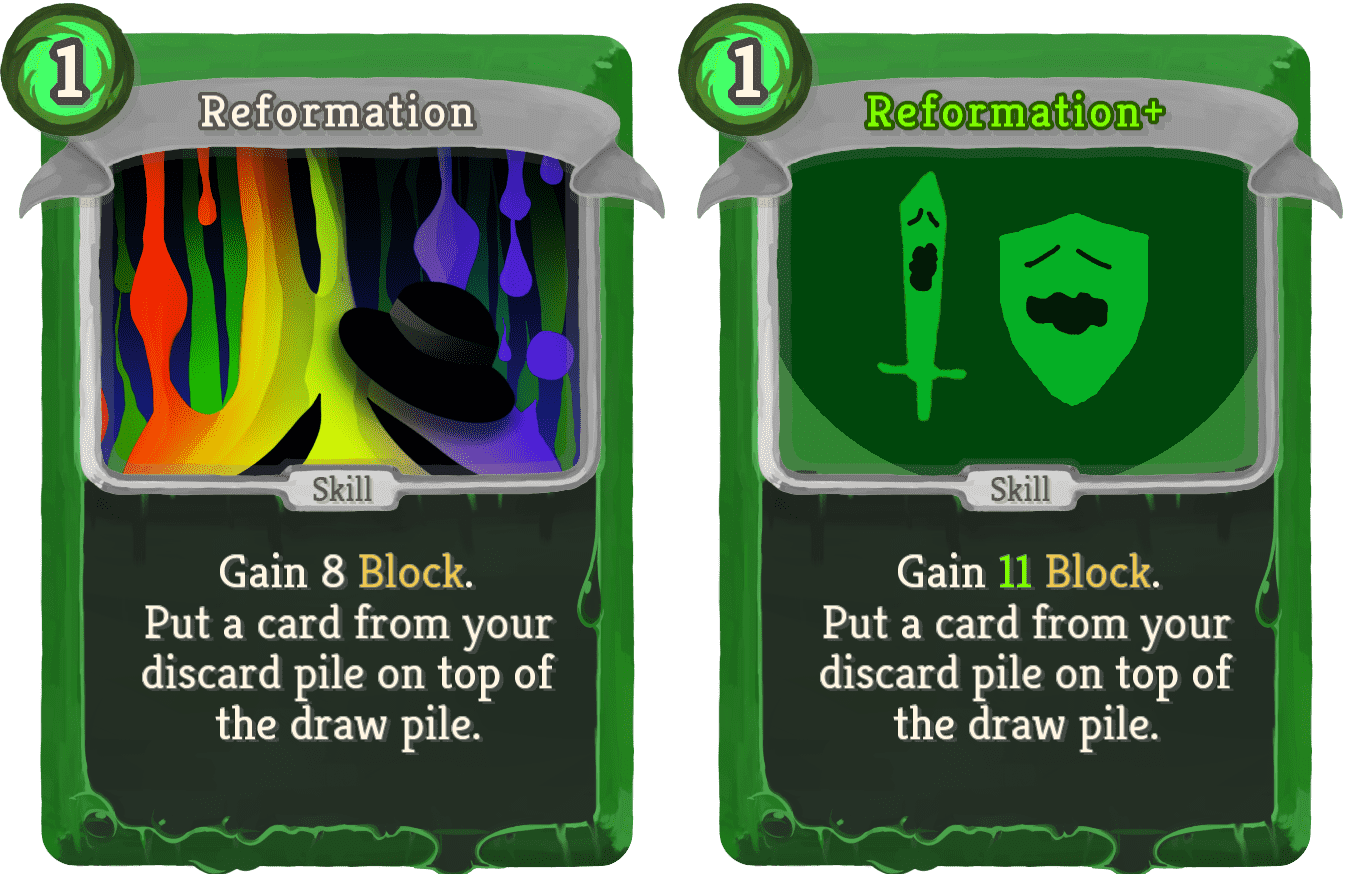 1
Reformation
Skill
Gain 8 Block.
Put a card from your
discard pile on top of
the draw pile.
1
Reformation+
Skill
Gain 11 Block.
Put a card from your
discard pile on top of
the draw pile.